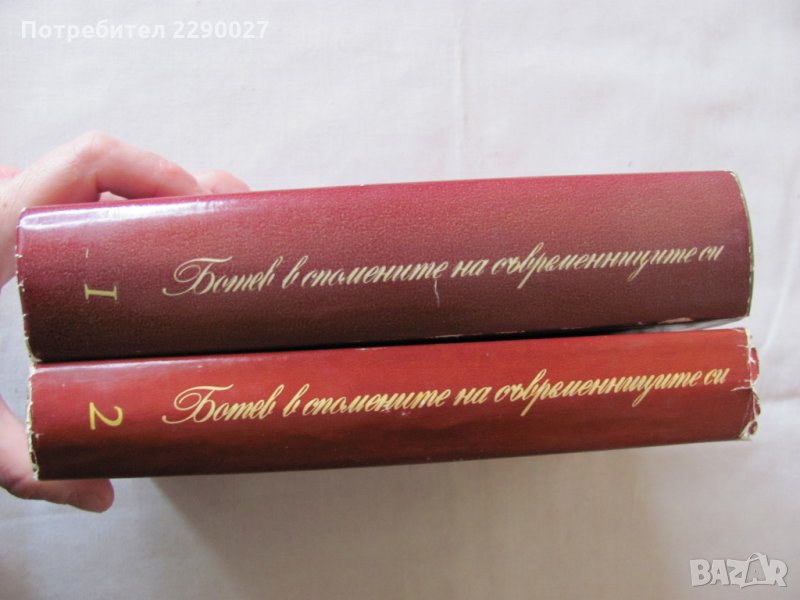 Потребител 2290027
I
Ботев в спомените на съвременниците си
2
Ботев в спомените на съвременниците си
BAZAR